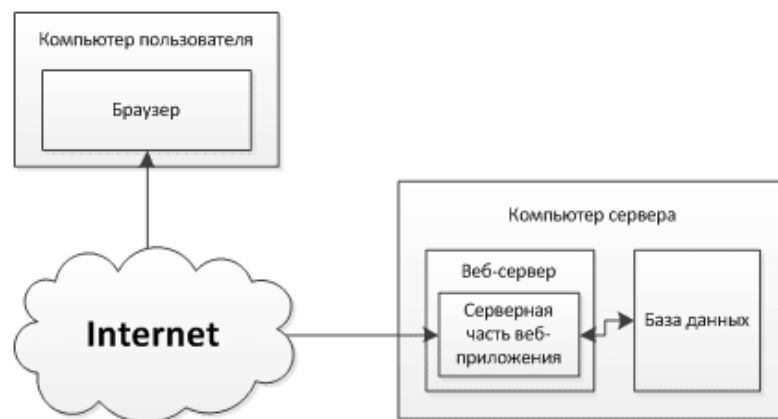 Компьютер пользователя
Браузер
Компьютер сервера
Веб-сервер
Серверная
часть веб-
приложения
База данных
Internet